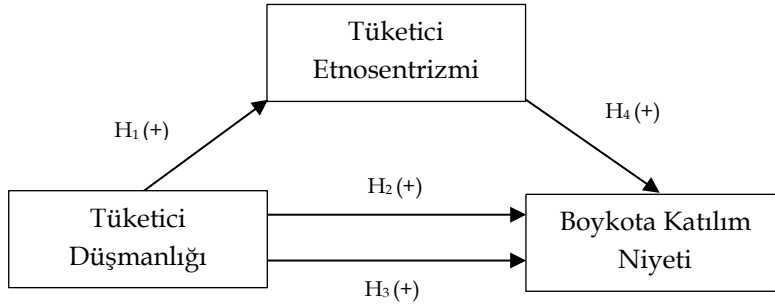 Tüketici
Etnosentrizmi
H1 (+)
H4 (+)
H2 (+)
Tüketici
Düşmanlığı
Boykota Katılım
Niyeti
H3 (+)